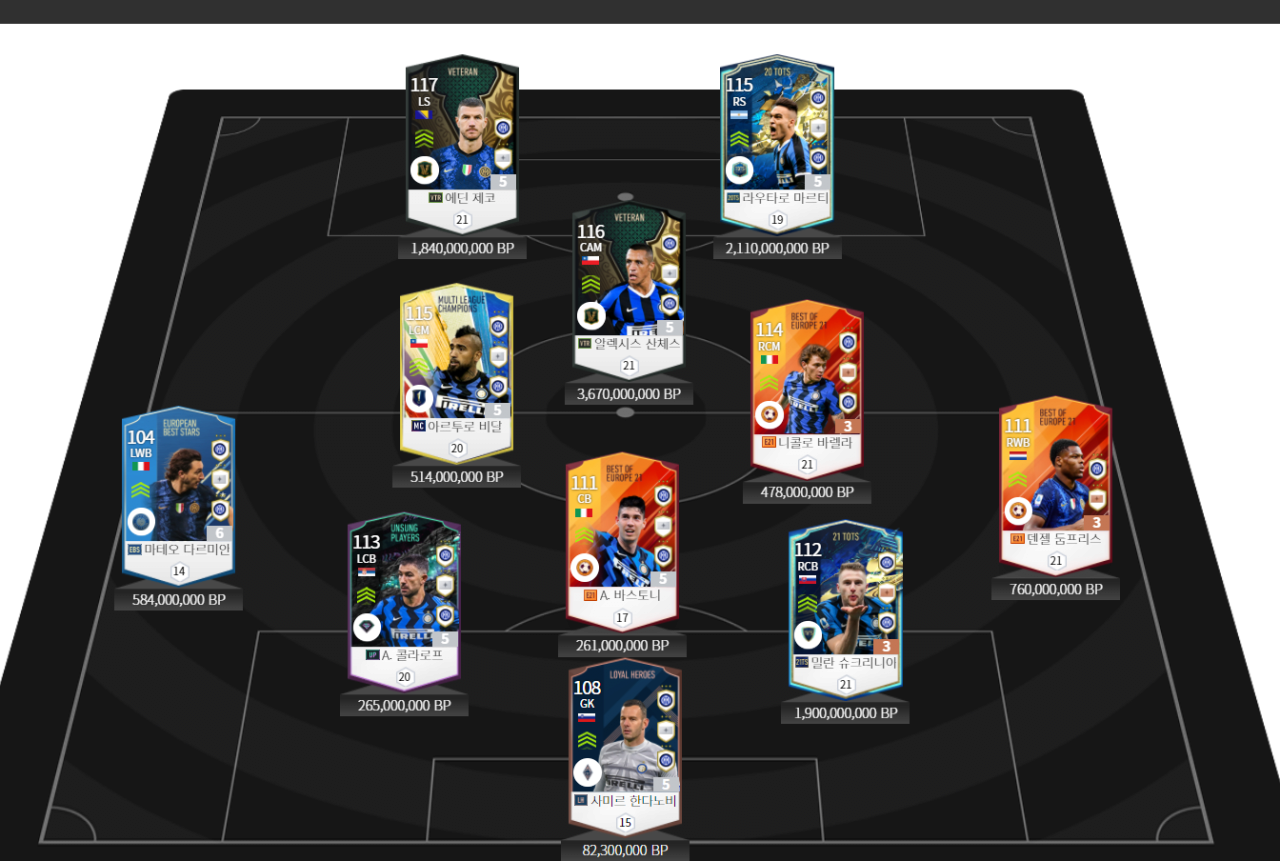 VETERAN
117
LS
5
VTR 에딘 제코
21
1,840,000,000 BP
20 TOTS
115
RS
5
20TS 라우타로 마르티
19
2,110,000,000 BP
VETERAN
116
CAM
5
VTR 알렉시스 산체스
21
3,670,000,000 BP
MULTI LEAGUE
CHAMPIONS
115
LCM
IRELLI
5
MC 아르투로 비달
20
514,000,000 BP
BEST OF
EUROPE 21
114
RCM
3
E21 니콜로 바렐라
21
478,000,000 BP
EUROPEAN
BEST STARS
104
LWB
6
EBS 마테오 다르미안
14
584,000,000 BP
BEST OF
EUROPE 21
111
RWB
3
E21 덴젤 둠프리스
21
760,000,000 BP
UNSUNG
PLAYERS
113
LCB
IRELLI
5
UP A. 콜라로프
20
265,000,000 BP
BEST OF
EUROPE 21
111
CB
5
E21 A. 바스토니
17
261,000,000 BP
21 TOTS
112
RCB
3
21TS 밀란 슈크리니아
21
1,900,000,000 BP
LOYAL HEROES
108
GK
5
LH 사미르 한다노비
15
82,300,000 BP